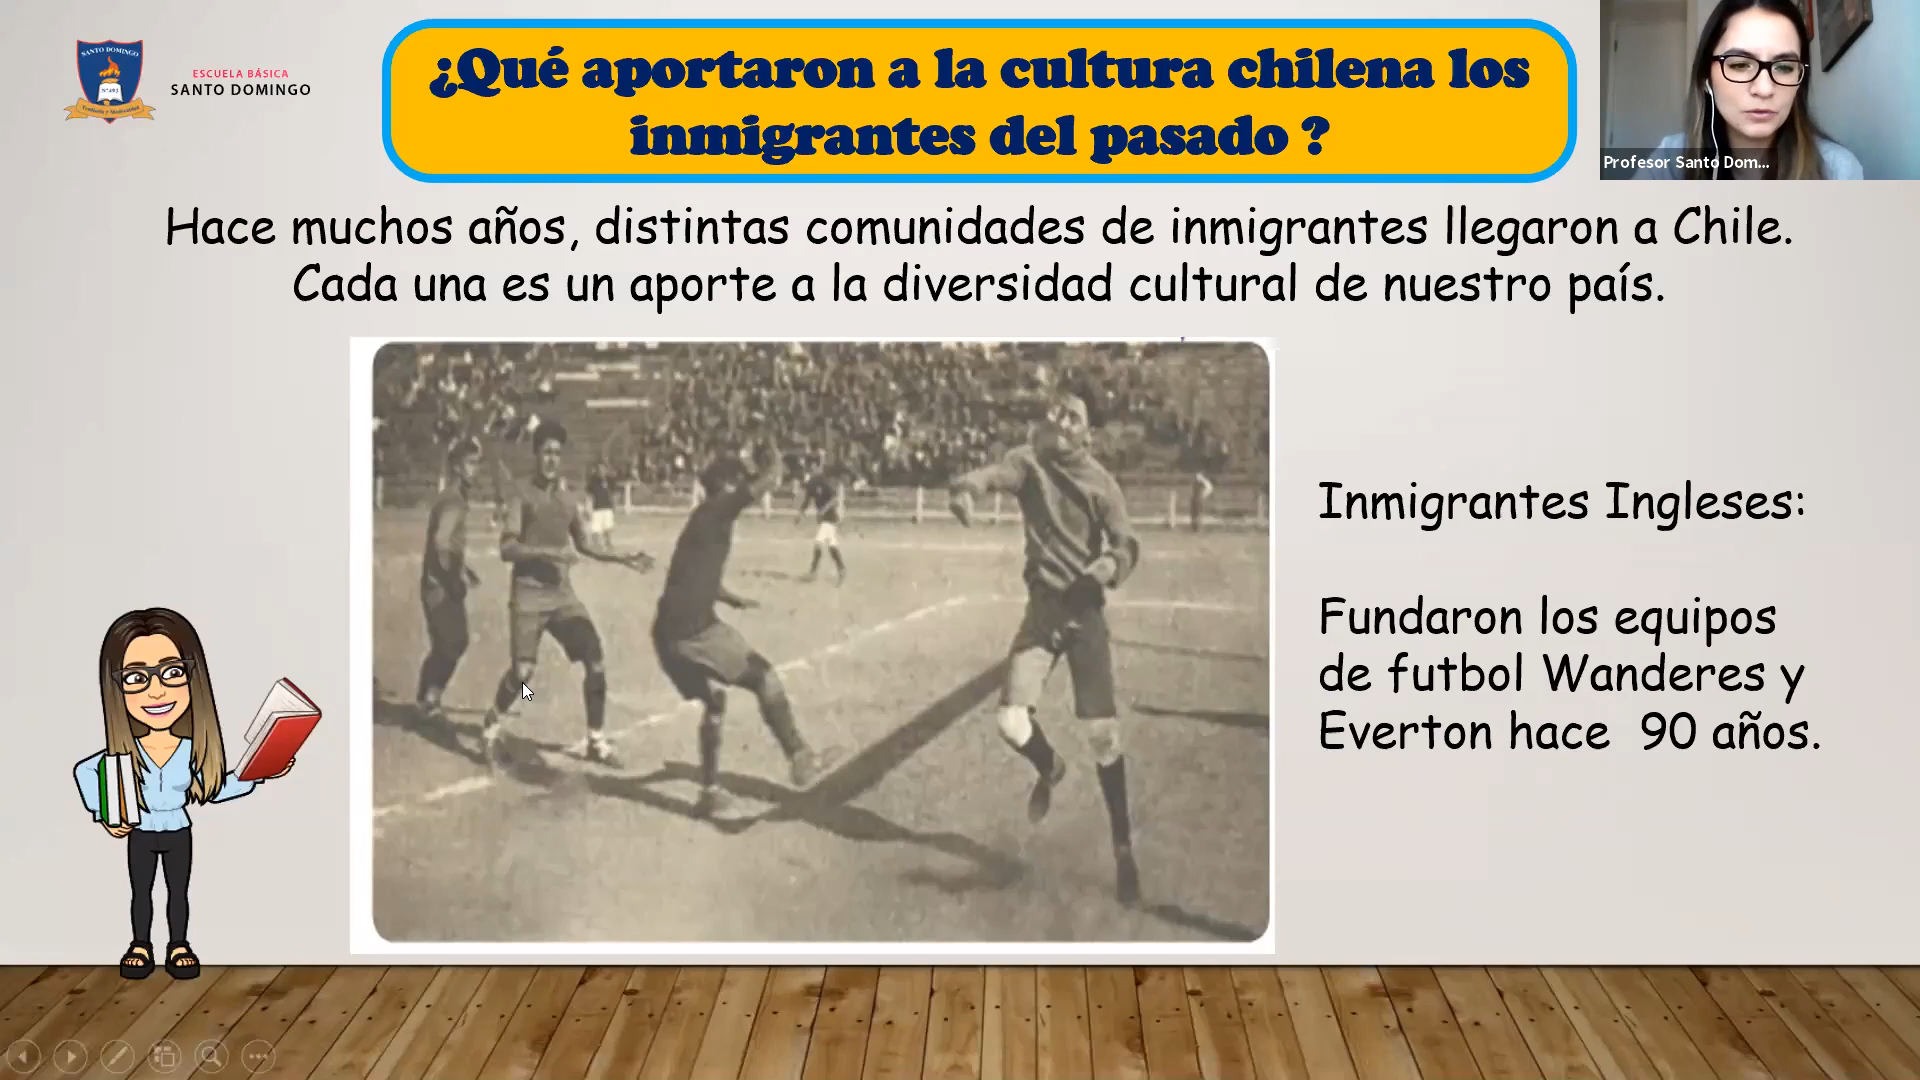 SANTO DOMINGO
ESCUELA BÁSICA
SANTO DOMINGO
¿Qué aportaron a la cultura chilena los
inmigrantes del pasado ?
Profesor Santo Dom...
Hace muchos años, distintas comunidades de inmigrantes llegaron a Chile.
Cada una es un aporte a la diversidad cultural de nuestro país.
Inmigrantes Ingleses:
Fundaron los equipos
de futbol Wanderes y
Everton hace 90 años.